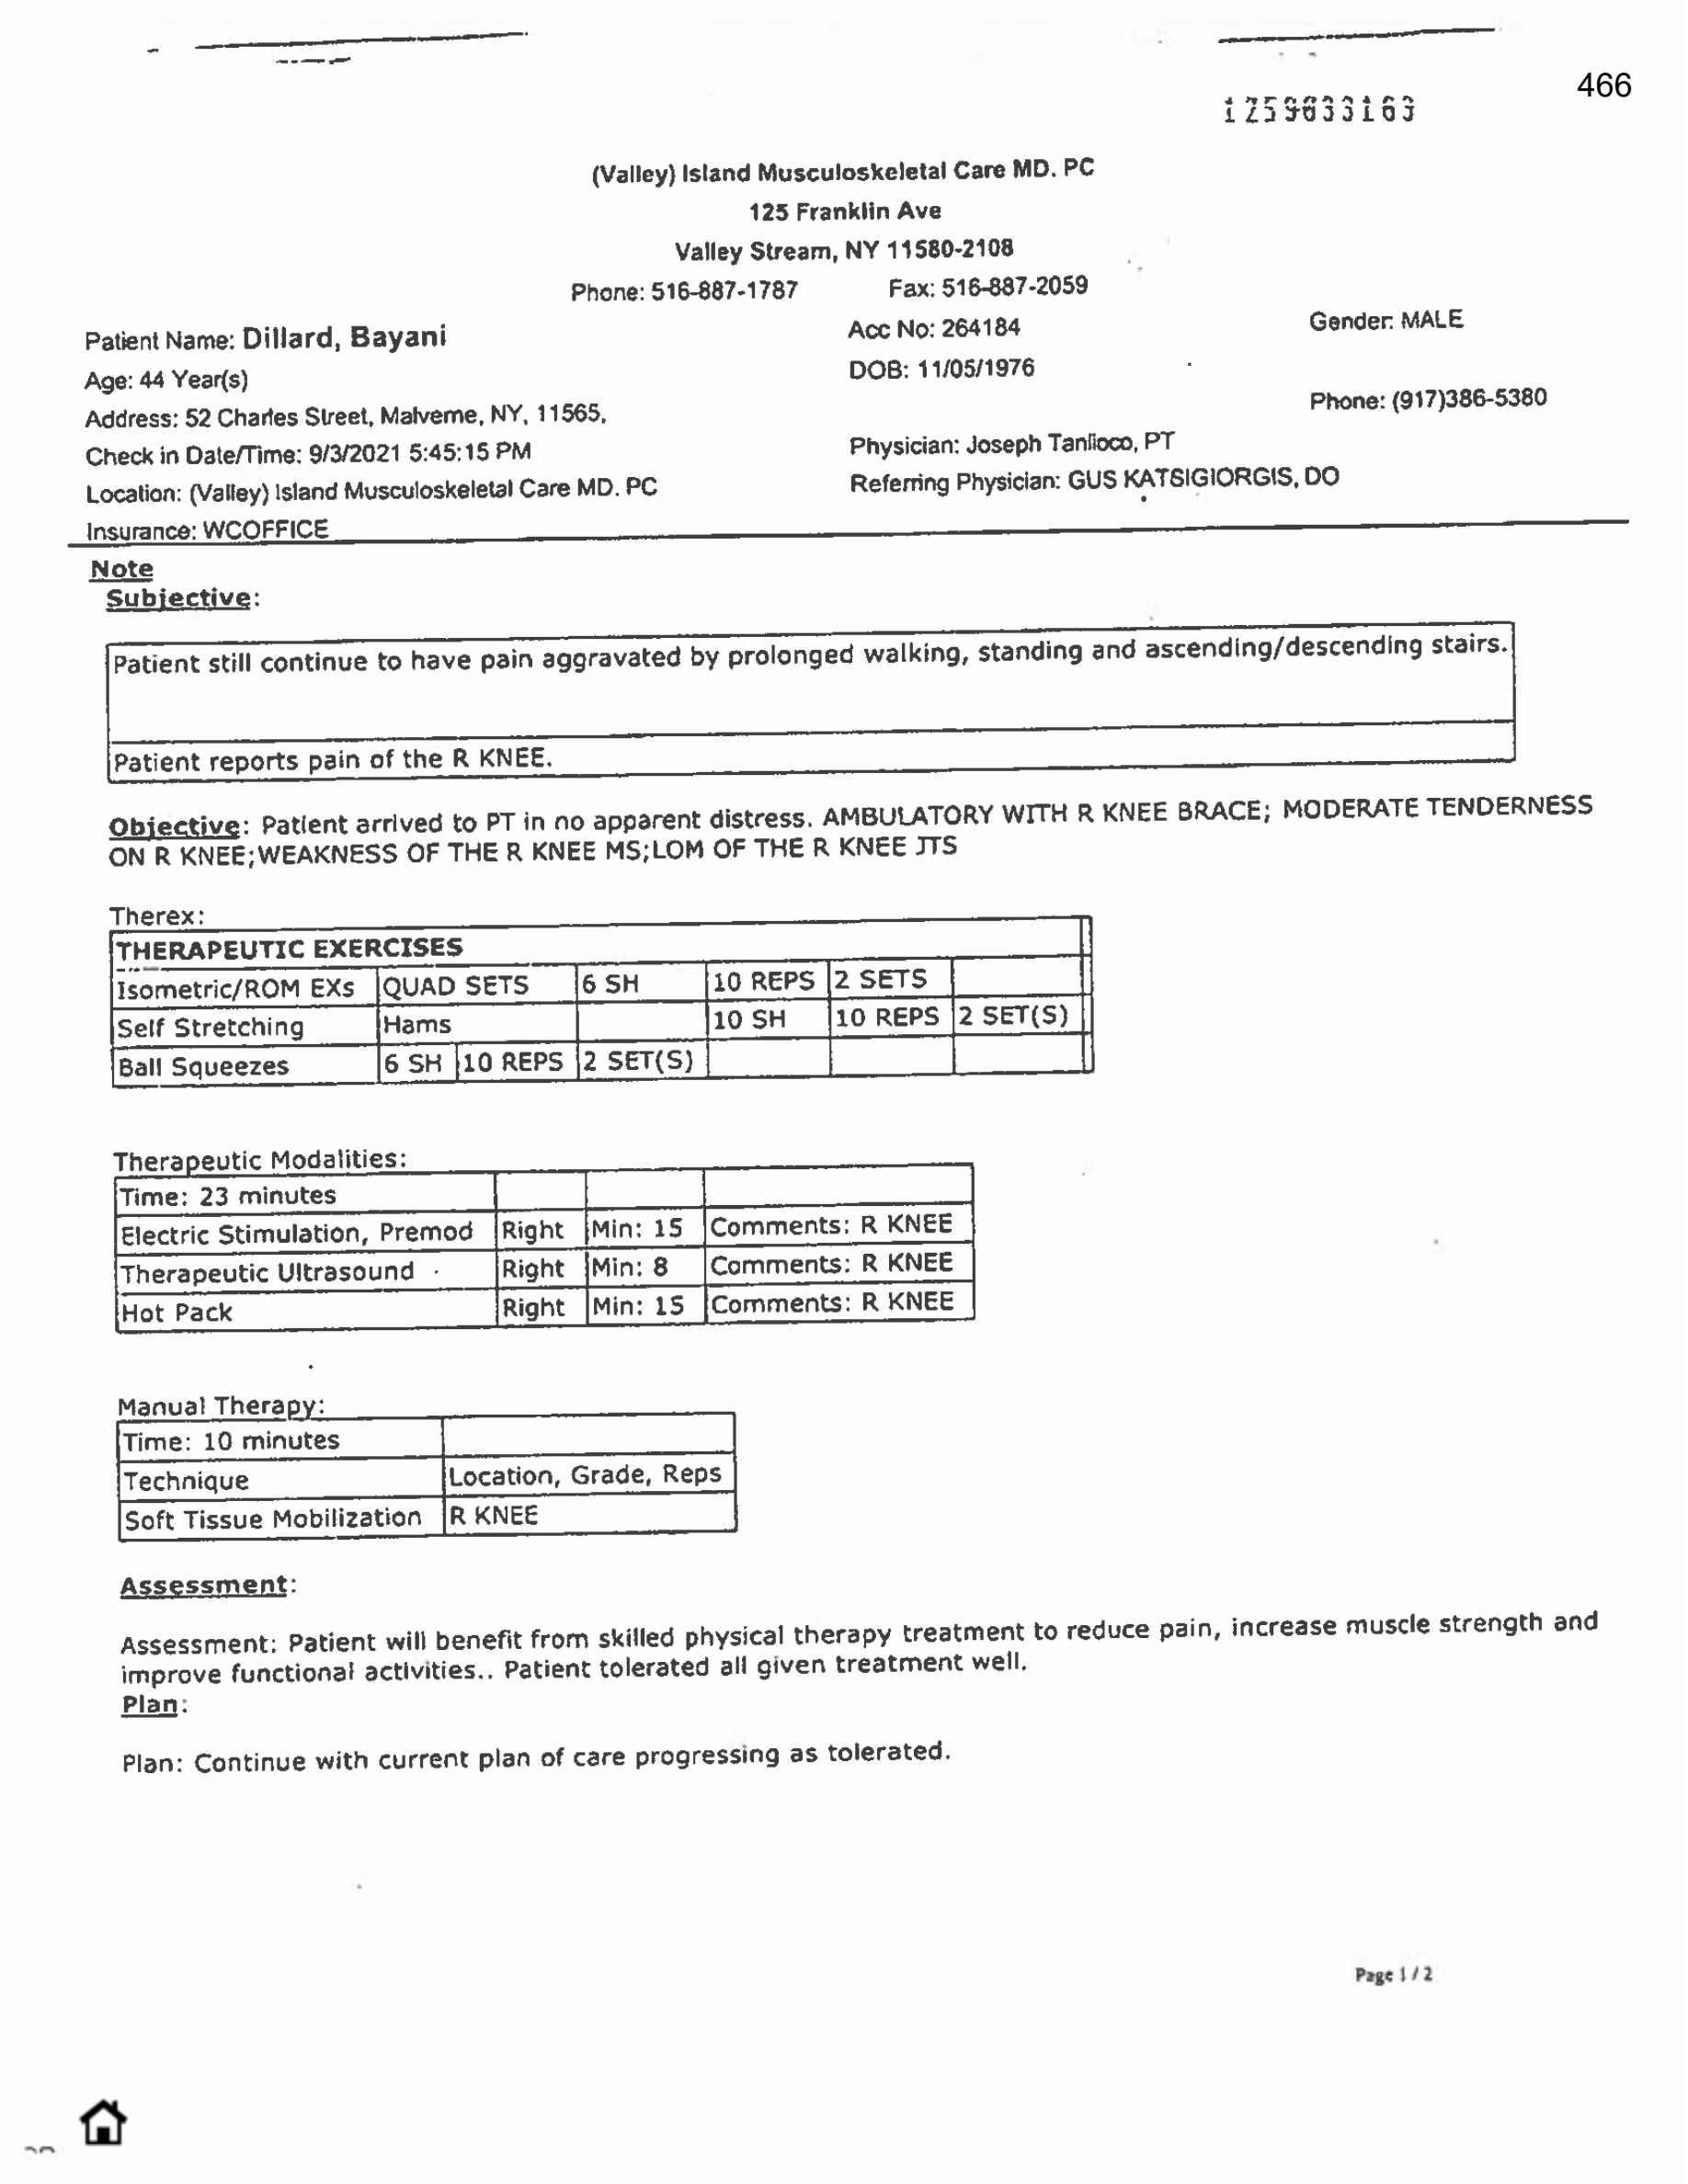 466
1259633163
(Valley) Island Musculoskeletal Care MD. PC
125 Franklin Ave
Valley Stream, NY 11580-2108
Phone: 516-887-1787 Fax: 516-887-2059
Patient Name: Dillard, Bayani Acc No: 264184 Gender: MALE
Age: 44 Year(s) DOB: 11/05/1976
Address: 52 Charles Street, Malverne, NY, 11565, Phone: (917)386-5380
Check in Date/Time: 9/3/2021 5:45:15 PM Physician: Joseph Tanlioco, PT
Location: (Valley) Island Musculoskeletal Care MD. PC Referring Physician: GUS KATSIGIORGIS, DO
Insurance: WCOFFICE
Note
Subjective:
Patient still continue to have pain aggravated by prolonged walking, standing and ascending/descending stairs.
Patient reports pain of the R KNEE.
Objective: Patient arrived to PT in no apparent distress. AMBULATORY WITH R KNEE BRACE; MODERATE TENDERNESS
ON R KNEE;WEAKNESS OF THE R KNEE MS;LOM OF THE R KNEE JTS
Therex:
THERAPEUTIC EXERCISES
Isometric/ROM EXs QUAD SETS 6 SH 10 REPS 2 SETS
Self Stretching Hams 10 SH 10 REPS 2 SET(S)
Ball Squeezes 6 SH 10 REPS 2 SET(S)
Therapeutic Modalities:
Time: 23 minutes
Electric Stimulation, Premod Right Min: 15 Comments: R KNEE
Therapeutic Ultrasound Right Min: 8 Comments: R KNEE
Hot Pack Right Min: 15 Comments: R KNEE
Manual Therapy:
Time: 10 minutes
Technique Location, Grade, Reps
Soft Tissue Mobilization R KNEE
Assessment:
Assessment: Patient will benefit from skilled physical therapy treatment to reduce pain, increase muscle strength and
improve functional activities.. Patient tolerated all given treatment well.
Plan:
Plan: Continue with current plan of care progressing as tolerated.
Page 1 / 2